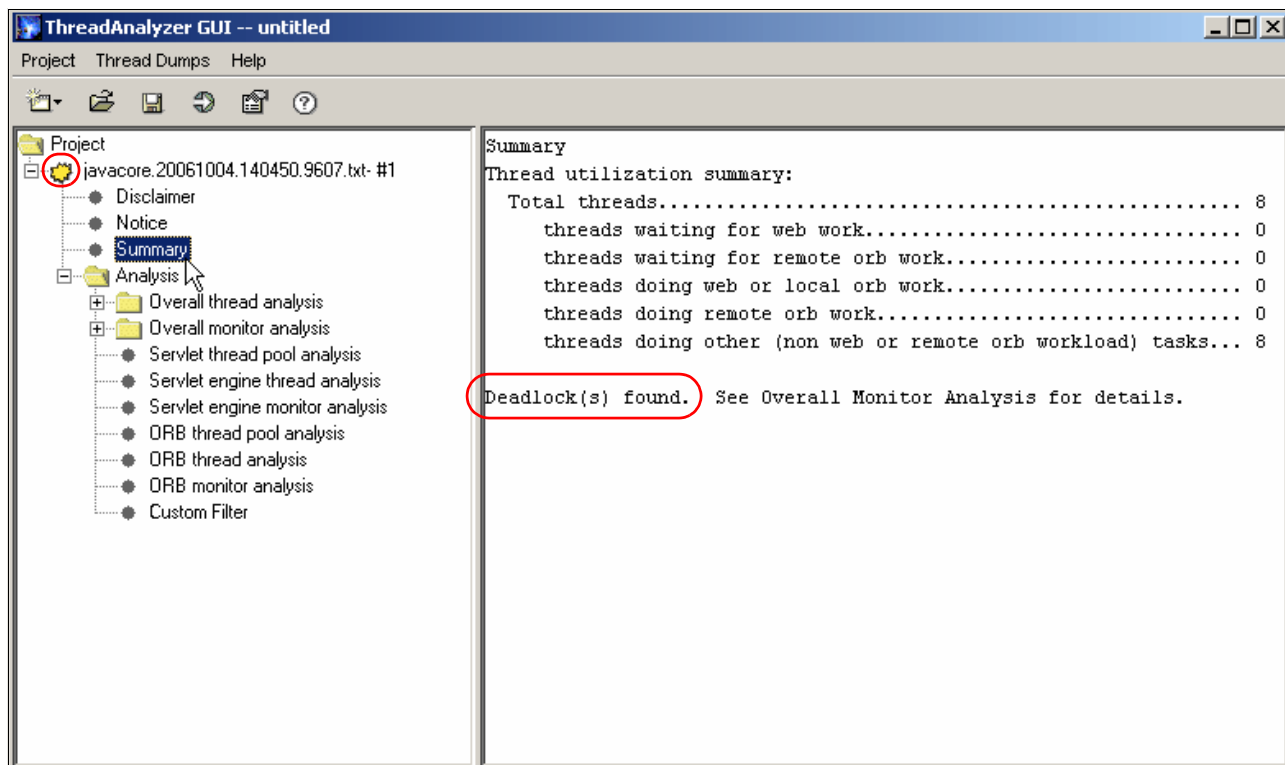 ThreadAnalyzer GUI -- untitled
Project Thread Dumps Help
Project
javacore.20061004.140450.9607.txt- #1
Disclaimer
Notice
Summary
Analysis
Overall thread analysis
Overall monitor analysis
Servlet thread pool analysis
Servlet engine thread analysis
Servlet engine monitor analysis
ORB thread pool analysis
ORB thread analysis
ORB monitor analysis
Custom Filter
Summary
Thread utilization summary:
Total threads.................................................. 8
threads waiting for web work................................ 0
threads waiting for remote orb work......................... 0
threads doing web or local orb work......................... 0
threads doing remote orb work............................... 0
threads doing other (non web or remote orb workload) tasks... 8
Deadlock(s) found. See Overall Monitor Analysis for details.